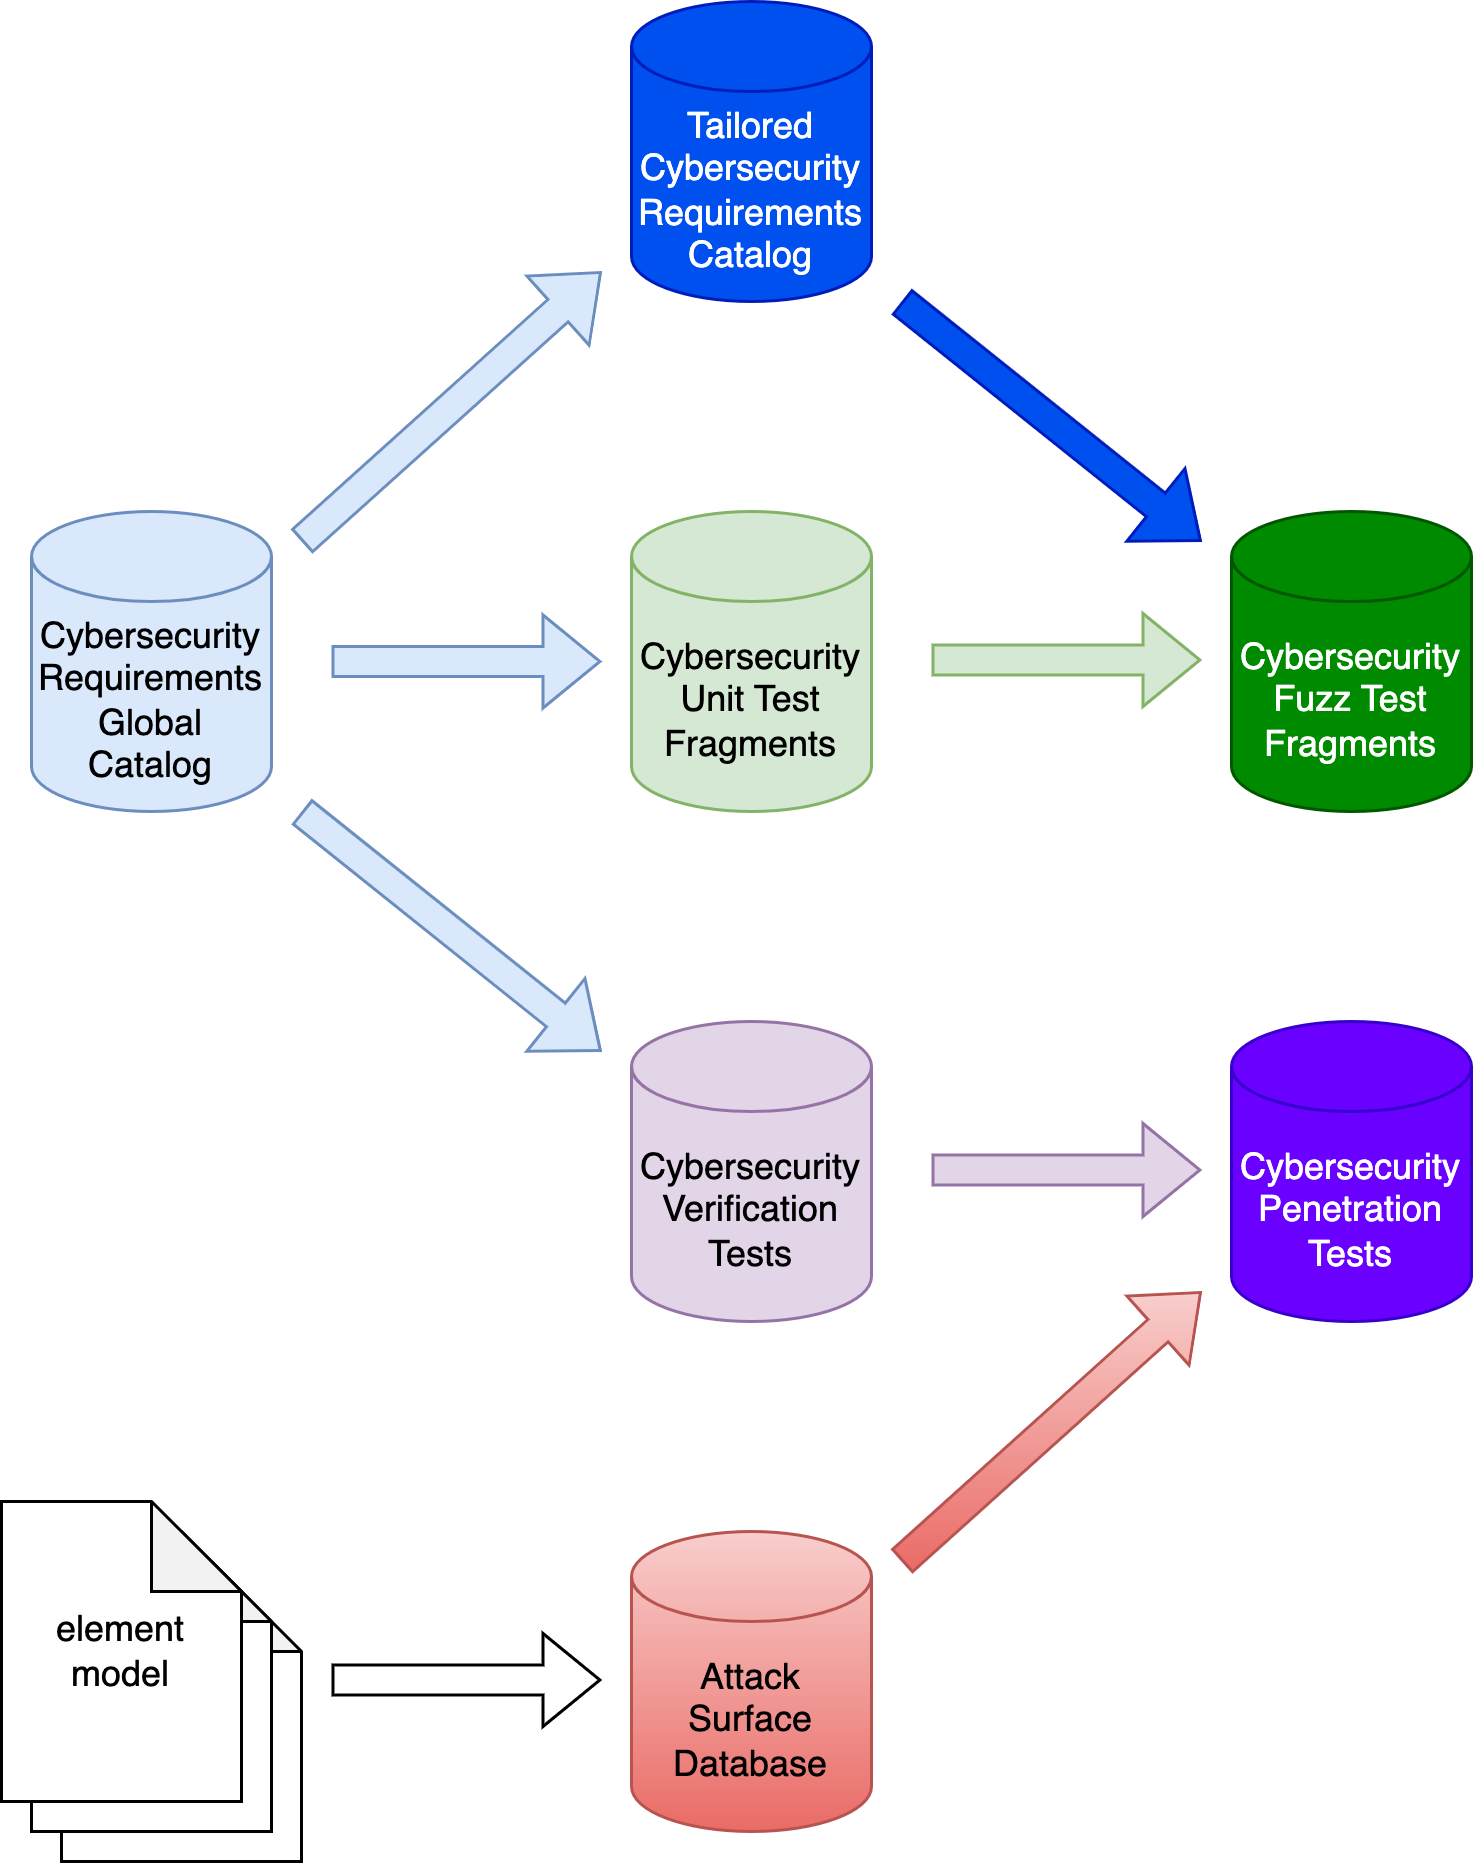 Tailored
Cybersecurity
Requirements
Catalog
Cybersecurity
Requirements
Global
Catalog
Cybersecurity
Unit Test
Fragments
Cybersecurity
Fuzz Test
Fragments
Cybersecurity
Verification
Tests
Cybersecurity
Penetration
Tests
element
model
Attack
Surface
Database